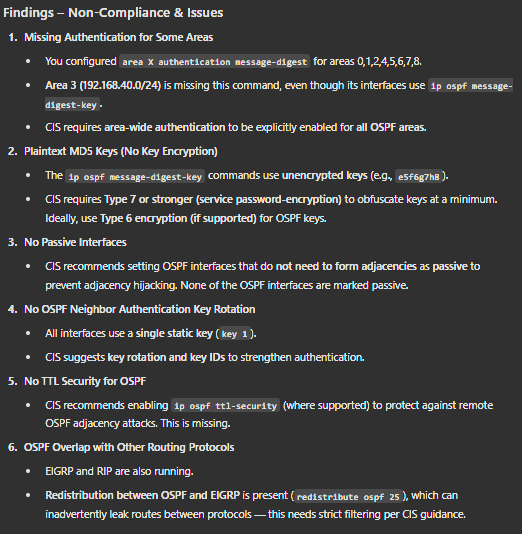 Findings – Non-Compliance & Issues
1. Missing Authentication for Some Areas
• You configured area X authentication message-digest for areas 0,1,2,4,5,6,7,8.
• Area 3 (192.168.40.0/24) is missing this command, even though its interfaces use ip ospf message-
digest-key.
• CIS requires area-wide authentication to be explicitly enabled for all OSPF areas.
2. Plaintext MD5 Keys (No Key Encryption)
• The ip ospf message-digest-key commands use unencrypted keys (e.g., e5f6g7h8).
• CIS requires Type 7 or stronger (service password-encryption) to obfuscate keys at a minimum.
Ideally, use Type 6 encryption (if supported) for OSPF keys.
3. No Passive Interfaces
• CIS recommends setting OSPF interfaces that do not need to form adjacencies as passive to
prevent adjacency hijacking. None of the OSPF interfaces are marked passive.
4. No OSPF Neighbor Authentication Key Rotation
• All interfaces use a single static key (key 1).
• CIS suggests key rotation and key IDs to strengthen authentication.
5. No TTL Security for OSPF
• CIS recommends enabling ip ospf ttl-security (where supported) to protect against remote
OSPF adjacency attacks. This is missing.
6. OSPF Overlap with Other Routing Protocols
• EIGRP and RIP are also running.
• Redistribution between OSPF and EIGRP is present (redistribute ospf 25), which can
inadvertently leak routes between protocols — this needs strict filtering per CIS guidance.